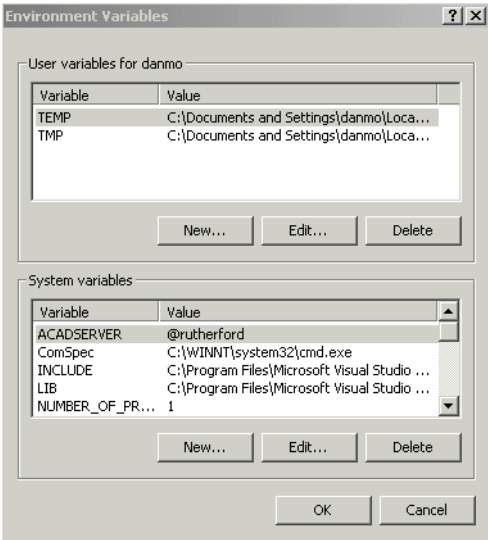 Environment Variables
User variables for danmo
Variable Value
TEMP C:\Documents and Settings\danmo\Loca...
TMP C:\Documents and Settings\danmo\Loca...
New... Edit... Delete
System variables
Variable Value
ACADSERVER @rutherford
ComSpec C:\WINNT\system32\cmd.exe
INCLUDE C:\Program Files\Microsoft Visual Studio ...
LIB C:\Program Files\Microsoft Visual Studio ...
NUMBER_OF_PR... 1
New... Edit... Delete
OK Cancel